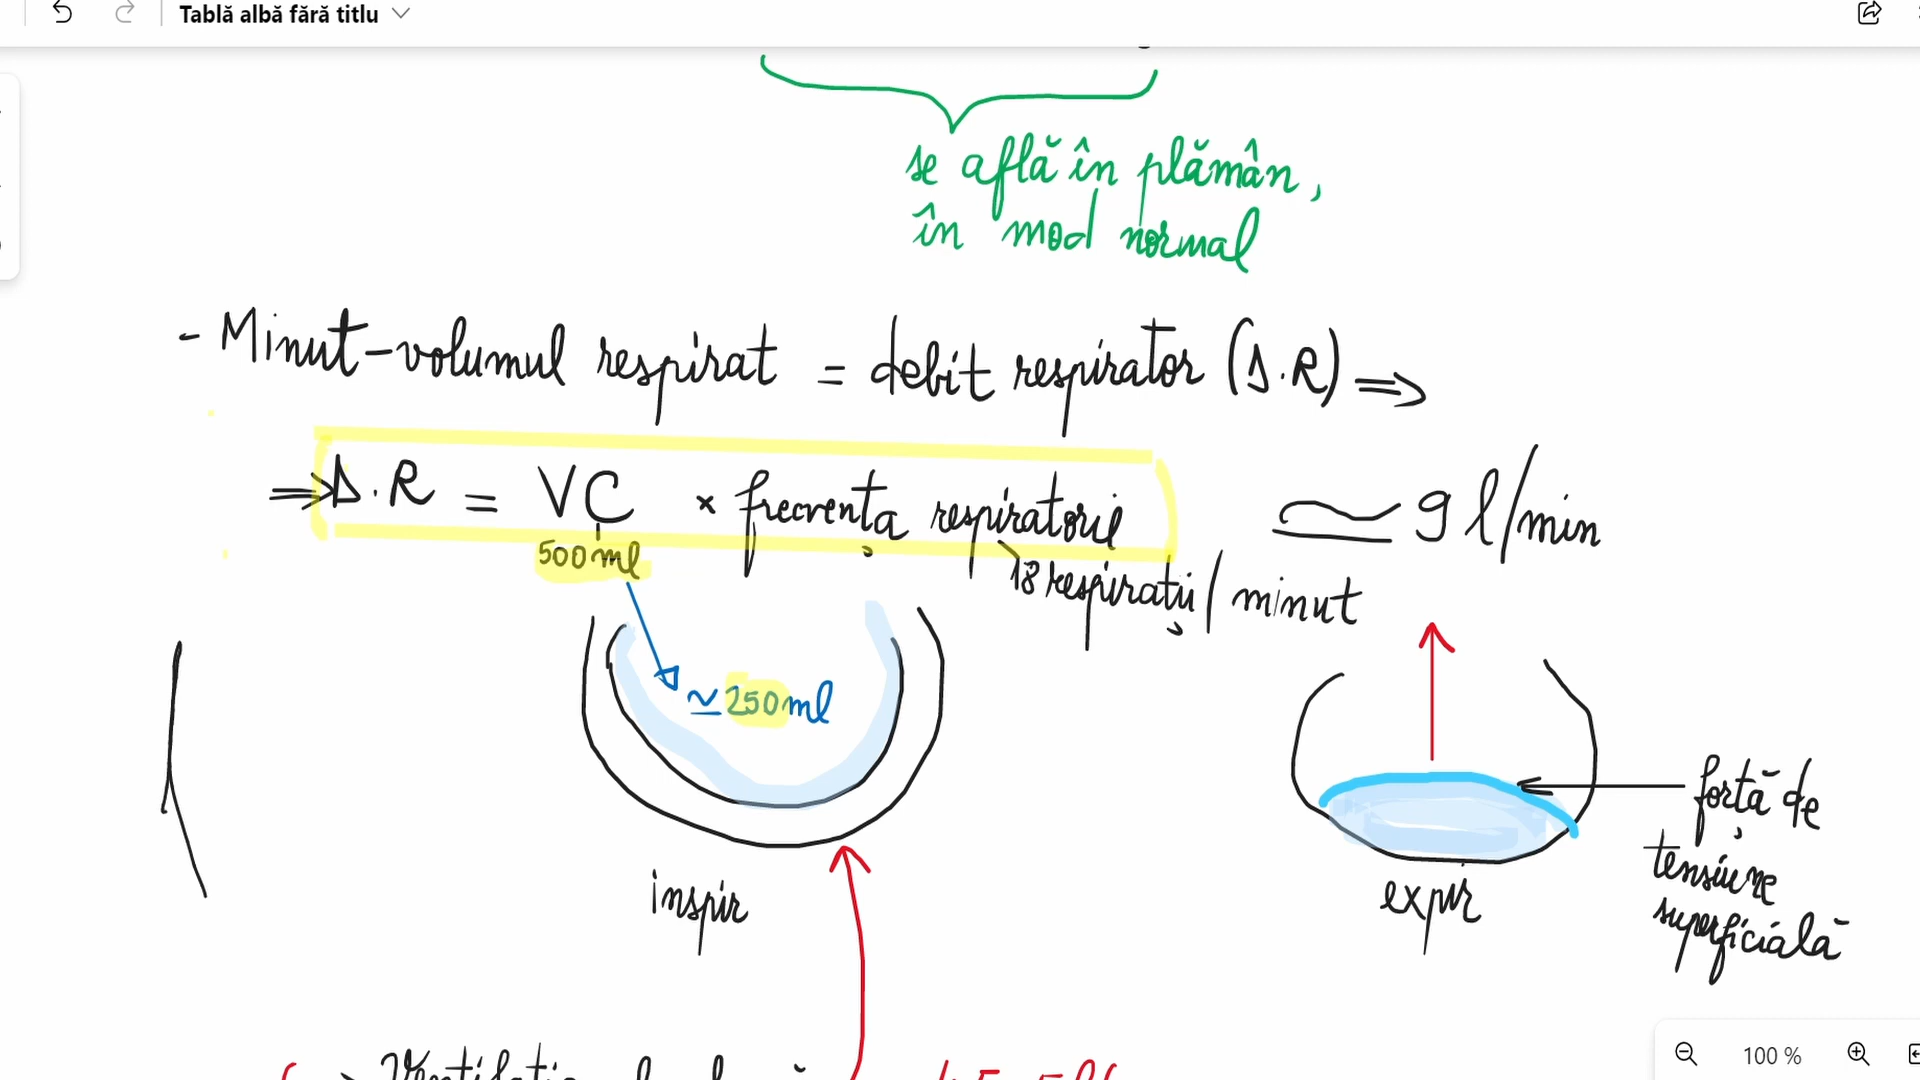 Tablă albă fără titlu
se află în plămân,
în mod normal
- Minut-volumul respirat = debit respirator (D.R) ⇒
⇒ D.R = VC × frecvența respiratorie ≃ 9 l/min
500 ml
18 respirații / minut
≃ 250 ml
forță de
tensiune
superficială
inspir
expir
100 %